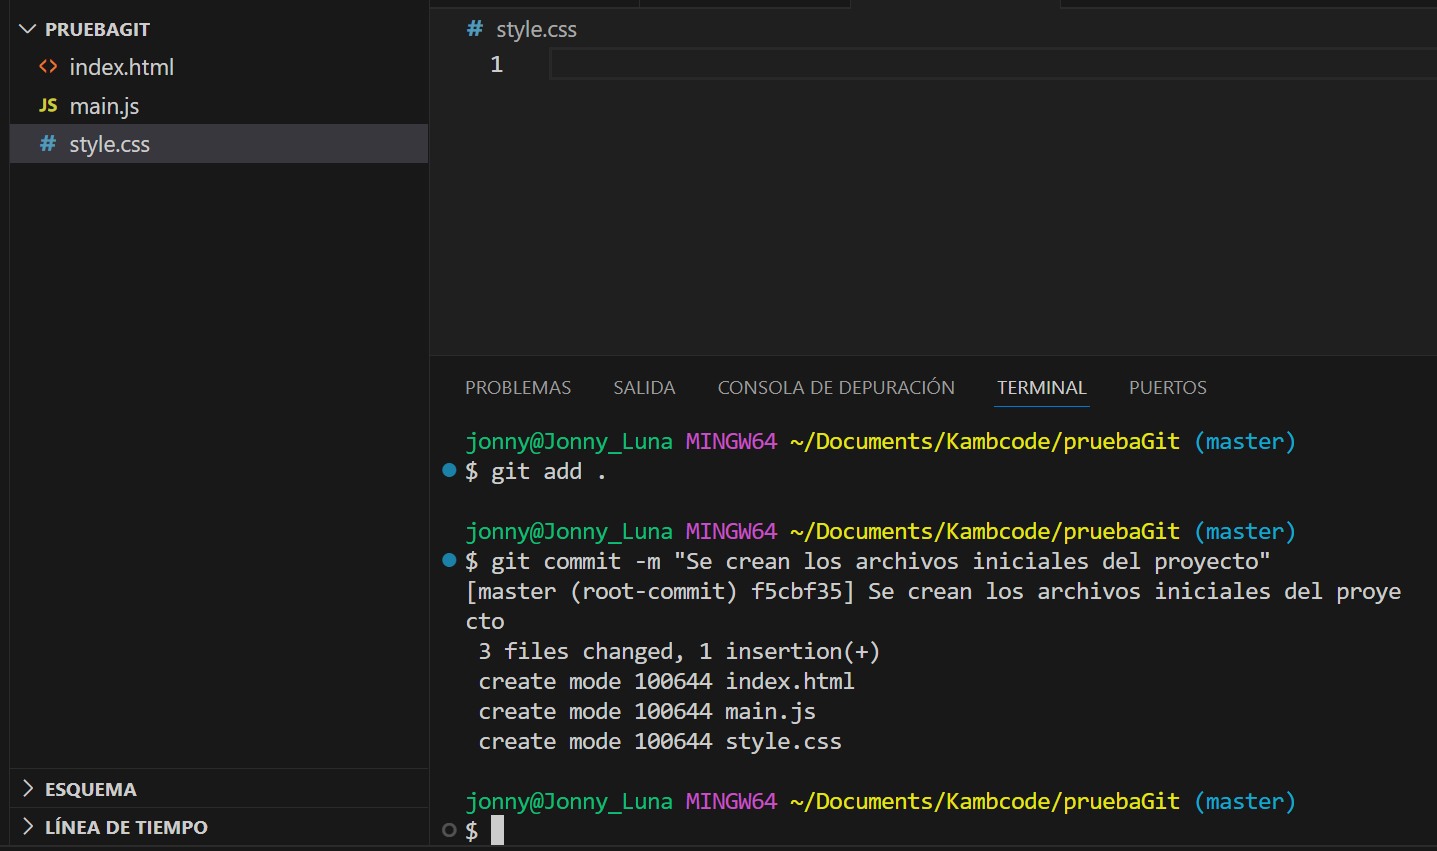 PRUEBAGIT
<> index.html
JS main.js
# style.css
ESQUEMA
LÍNEA DE TIEMPO
# style.css
1
PROBLEMAS SALIDA CONSOLA DE DEPURACIÓN TERMINAL PUERTOS
jonny@Jonny_Luna MINGW64 ~/Documents/Kambcode/pruebaGit (master)
$ git add .
jonny@Jonny_Luna MINGW64 ~/Documents/Kambcode/pruebaGit (master)
$ git commit -m "Se crean los archivos iniciales del proyecto"
[master (root-commit) f5cbf35] Se crean los archivos iniciales del proye
cto
3 files changed, 1 insertion(+)
create mode 100644 index.html
create mode 100644 main.js
create mode 100644 style.css
jonny@Jonny_Luna MINGW64 ~/Documents/Kambcode/pruebaGit (master)
$